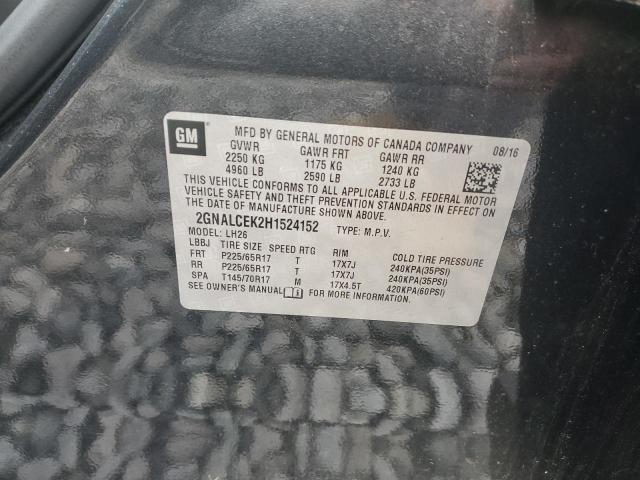 GM
MFD BY GENERAL MOTORS OF CANADA COMPANY 08/16
GVWR GAWR FRT GAWR RR
2250 KG 1175 KG 1240 KG
4960 LB 2590 LB 2733 LB
THIS VEHICLE CONFORMS TO ALL APPLICABLE U.S. FEDERAL MOTOR
VEHICLE SAFETY AND THEFT PREVENTION STANDARDS IN EFFECT ON
THE DATE OF MANUFACTURE SHOWN ABOVE.
2GNALCEK2H1524152 TYPE: M.P.V.
MODEL: LH26
LBBJ TIRE SIZE SPEED RTG RIM COLD TIRE PRESSURE
FRT P225/65R17 T 17X7J 240KPA(35PSI)
RR P225/65R17 T 17X7J 240KPA(35PSI)
SPA T145/70R17 M 17X4.5T 420KPA(60PSI)
SEE OWNER'S MANUAL FOR MORE INFORMATION.